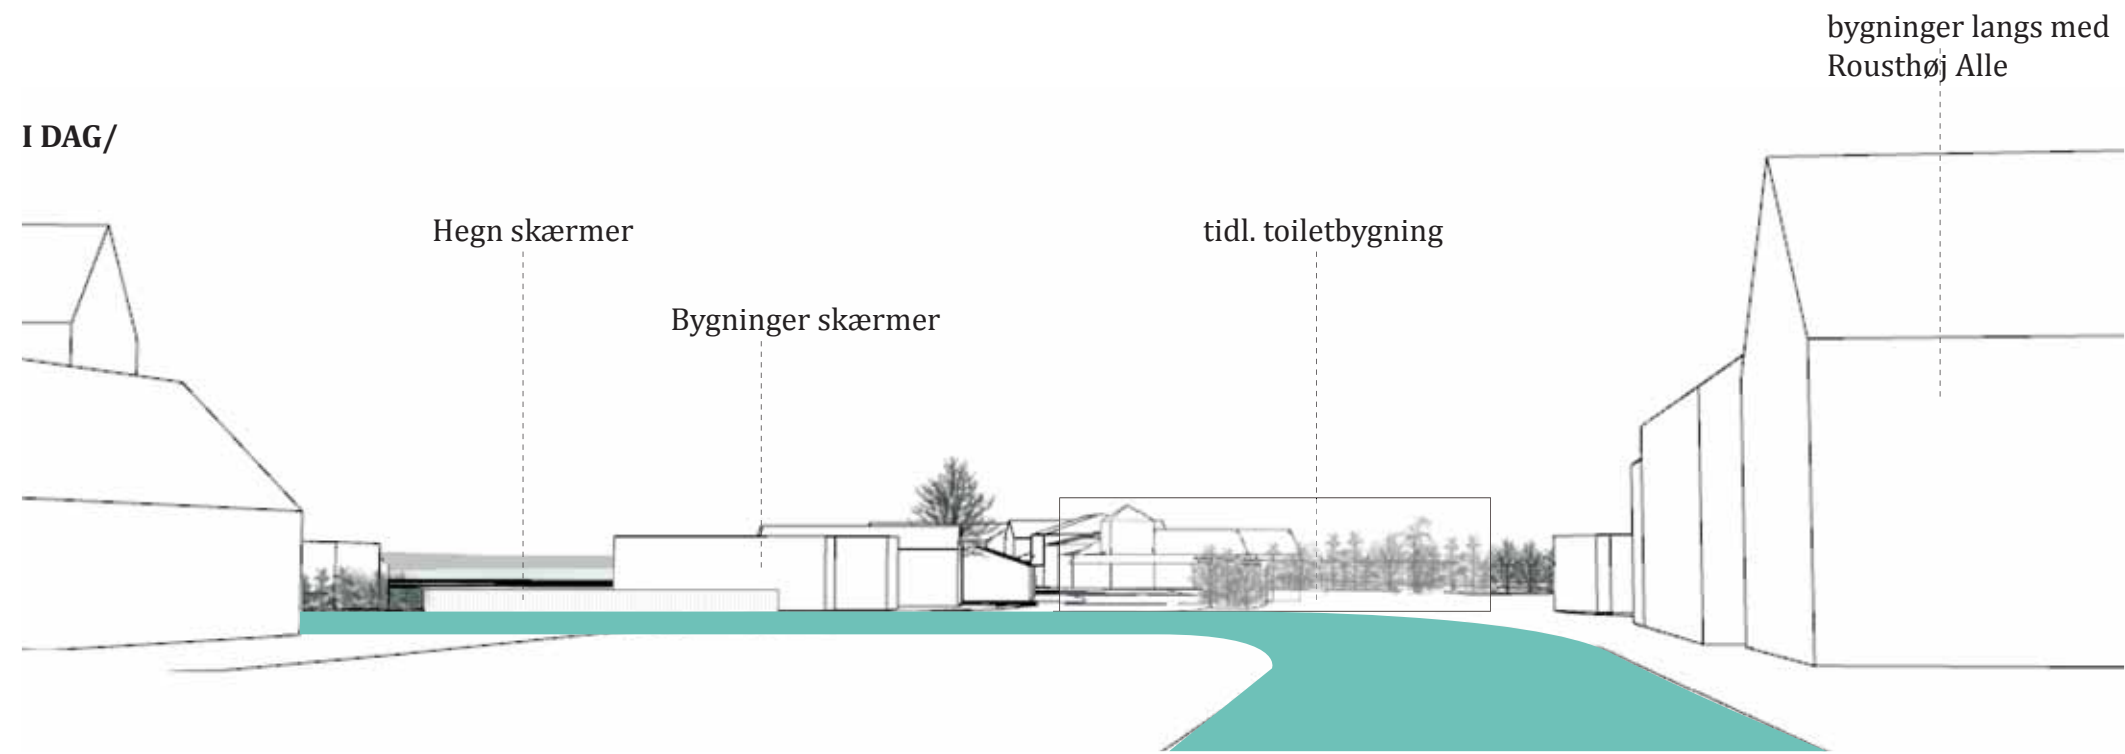 bygninger langs med
Rousthøj Alle
I DAG/
Hegn skærmer
tidl. toiletbygning
Bygninger skærmer